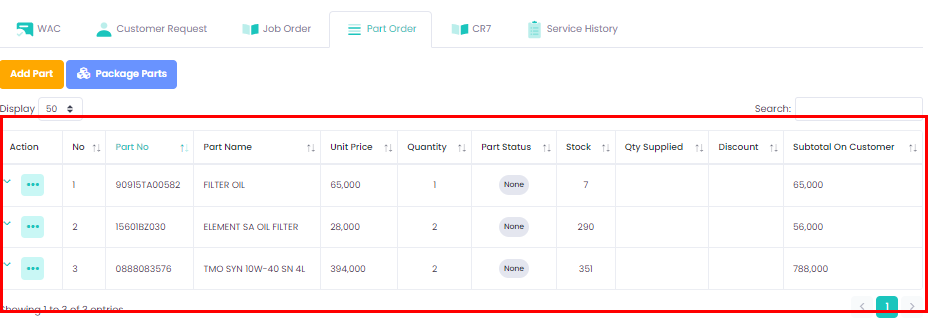 WAC Customer Request Job Order Part Order CR7 Service History
Add Part Package Parts
Display 50 Search:
Action No Part No Part Name Unit Price Quantity Part Status Stock Qty Supplied Discount Subtotal On Customer
1 90915TA00582 FILTER OIL 65,000 1 None 7 65,000
2 15601BZ030 ELEMENT SA OIL FILTER 28,000 2 None 290 56,000
3 0888083576 TMO SYN 10W-40 SN 4L 394,000 2 None 351 788,000
Showing 1 to 3 of 3 entries 1